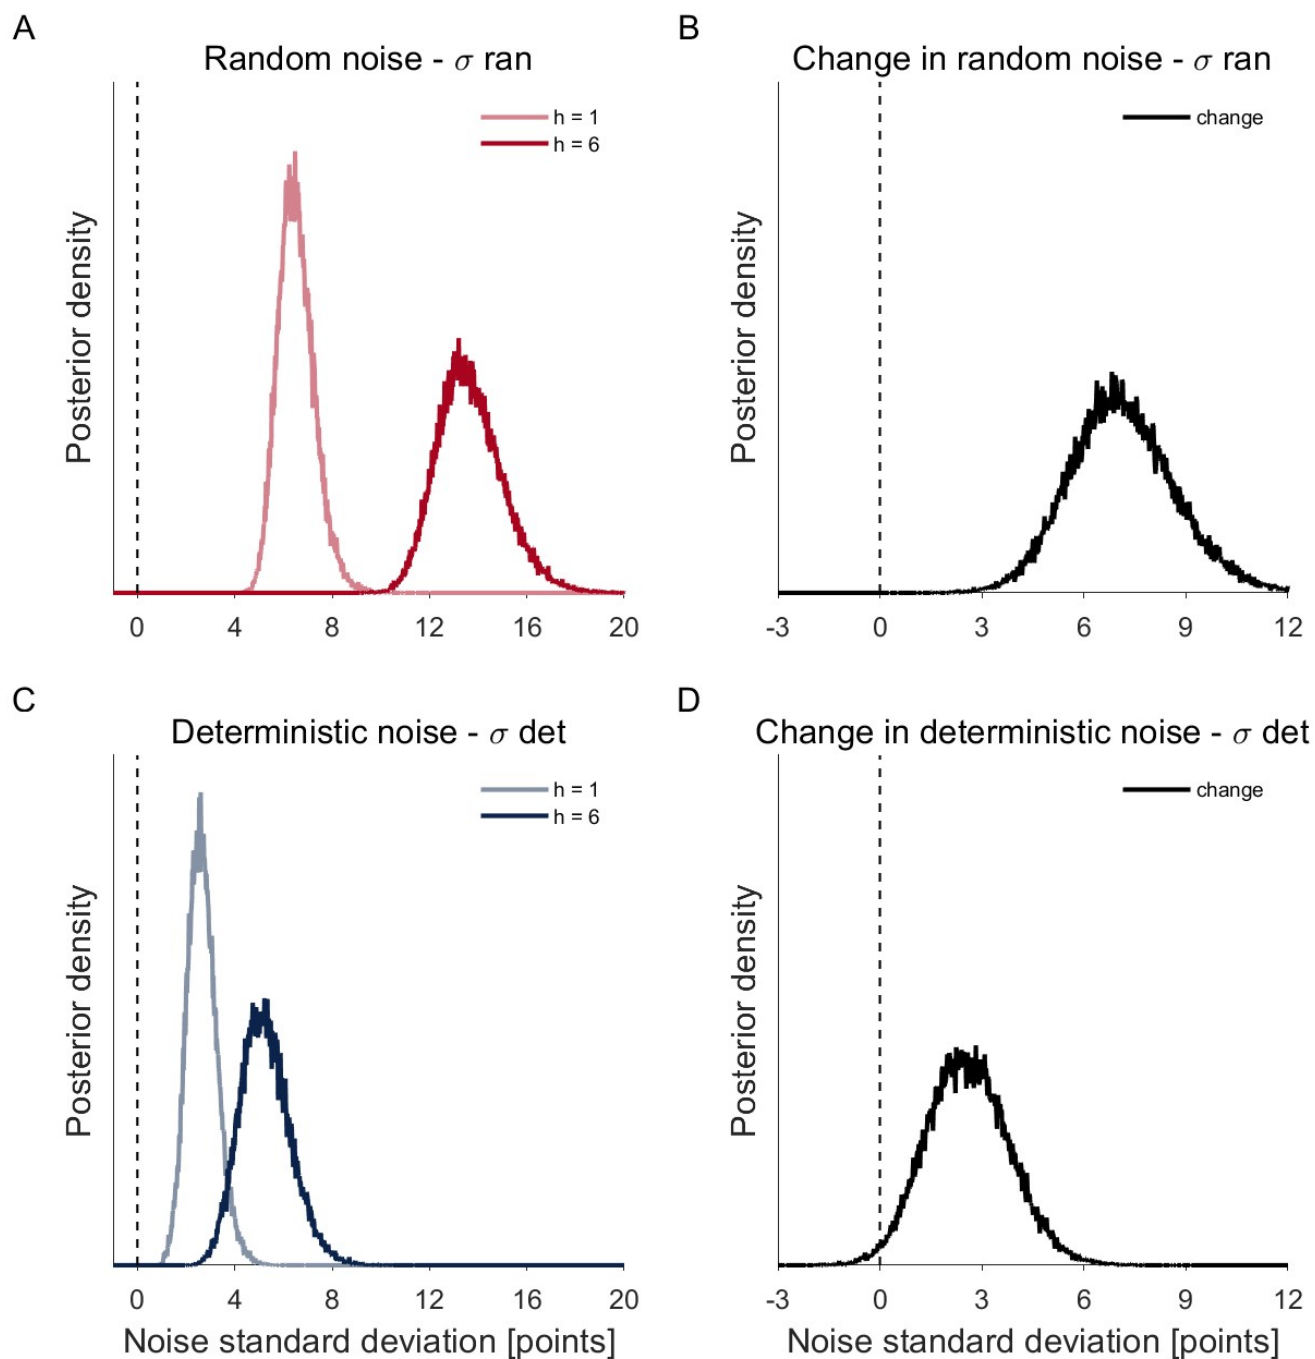 A
Random noise - σ ran
h = 1
h = 6
Posterior density
0 4 8 12 16 20
B
Change in random noise - σ ran
change
Posterior density
-3 0 3 6 9 12
C
Deterministic noise - σ det
h = 1
h = 6
Posterior density
0 4 8 12 16 20
Noise standard deviation [points]
D
Change in deterministic noise - σ det
change
Posterior density
-3 0 3 6 9 12
Noise standard deviation [points]